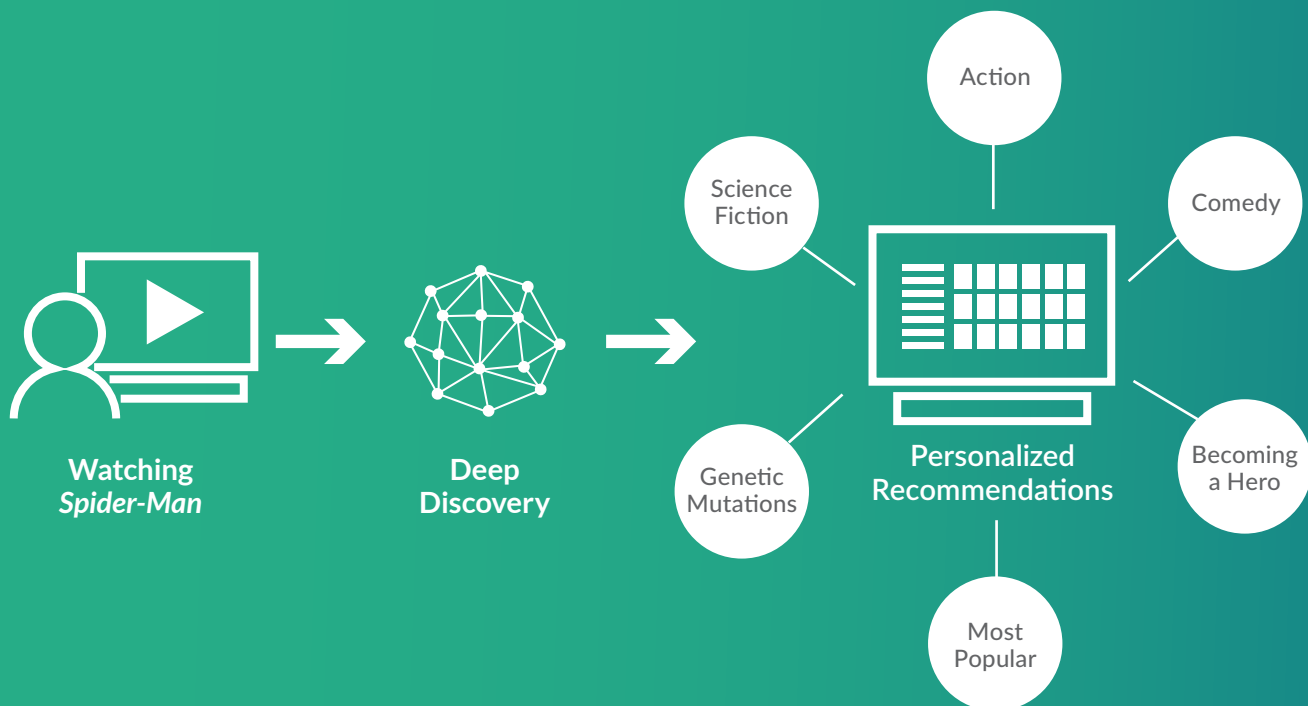 Watching
Spider-Man
Deep
Discovery
Action
Science
Fiction
Comedy
Genetic
Mutations
Personalized
Recommendations
Becoming
a Hero
Most
Popular